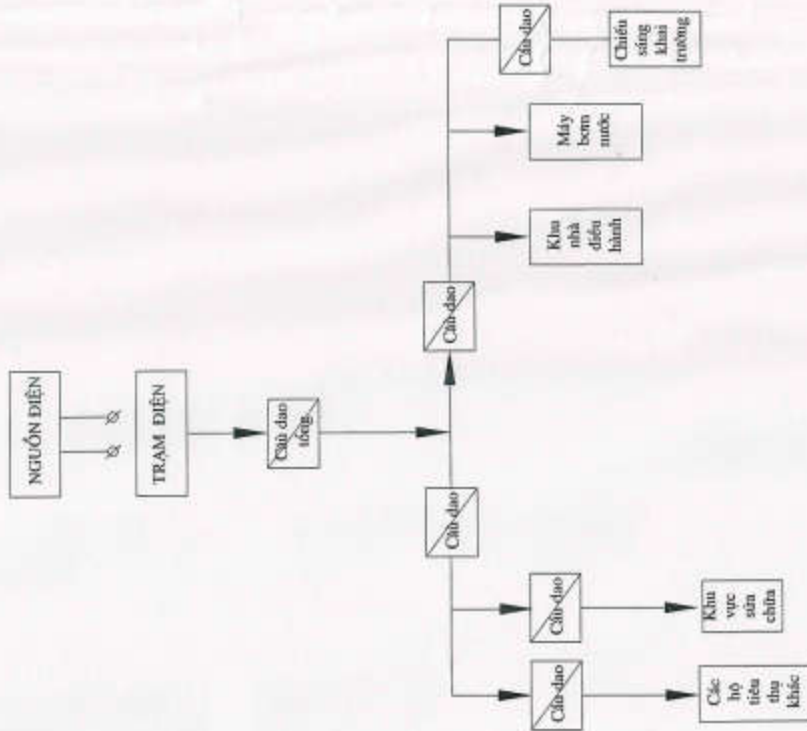 NGUỒN ĐIỆN
TRẠM ĐIỆN
Cầu dao
tổng
Cầu dao
Cầu dao
Cầu dao
Cầu dao
Cầu dao
Khu
nhà
điều
hành
Máy
bơm
nước
Chiếu
sáng
khai
trường
Các
hộ
tiêu
thụ
khác
Khu
vực
sửa
chữa